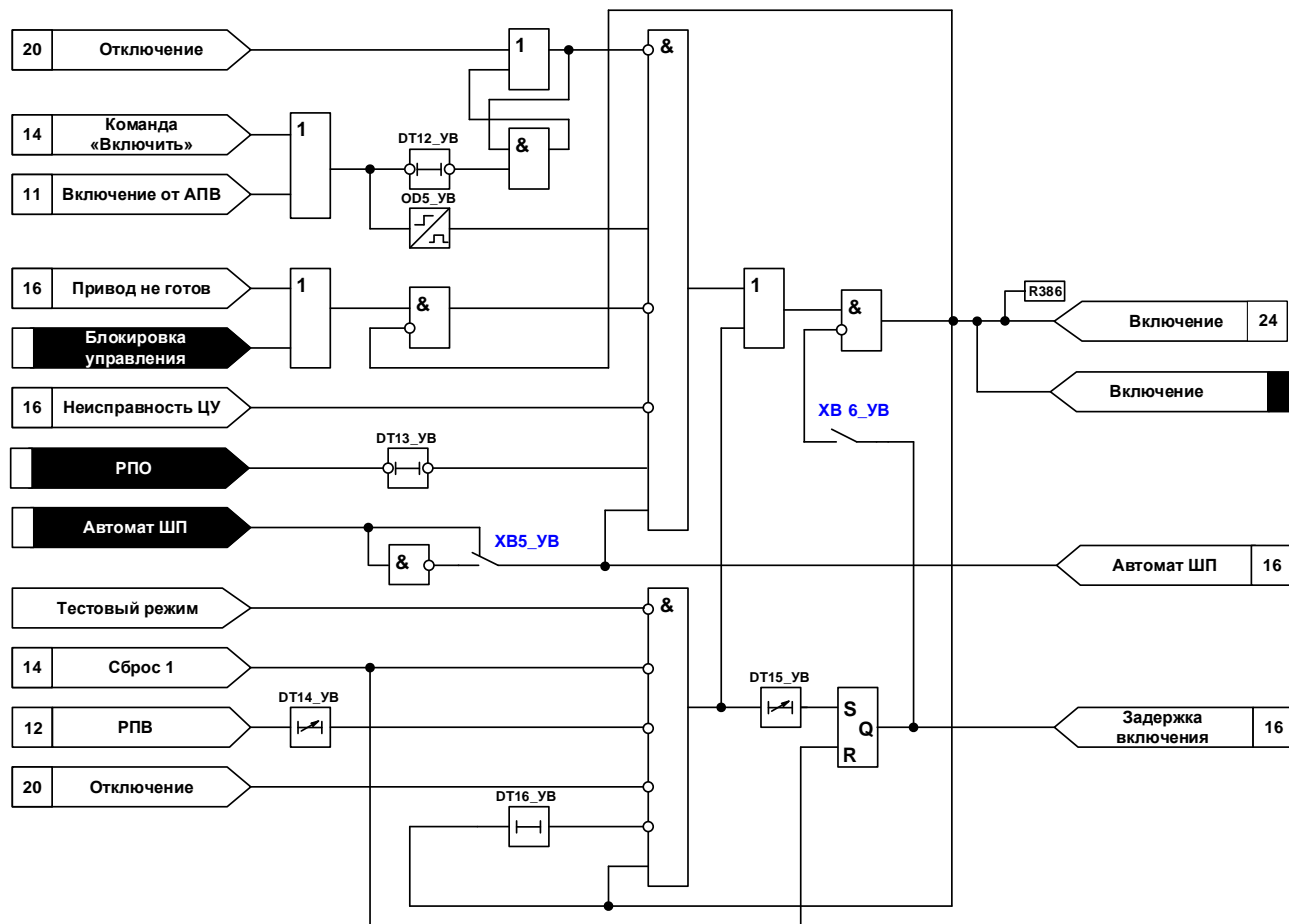 20 Отключение
1
&
14 Команда
«Включить»
1
DT12_УВ
&
11 Включение от АПВ
OD5_УВ
16 Привод не готов
1
&
1
&
R386
Включение 24
Блокировка
управления
Включение
16 Неисправность ЦУ
ХВ 6_УВ
РПО
DT13_УВ
Автомат ШП
ХВ5_УВ
&
Автомат ШП 16
Тестовый режим
&
14 Сброс 1
DT14_УВ
DT15_УВ
12 РПВ
S
Q
R
Задержка
включения 16
20 Отключение
DT16_УВ